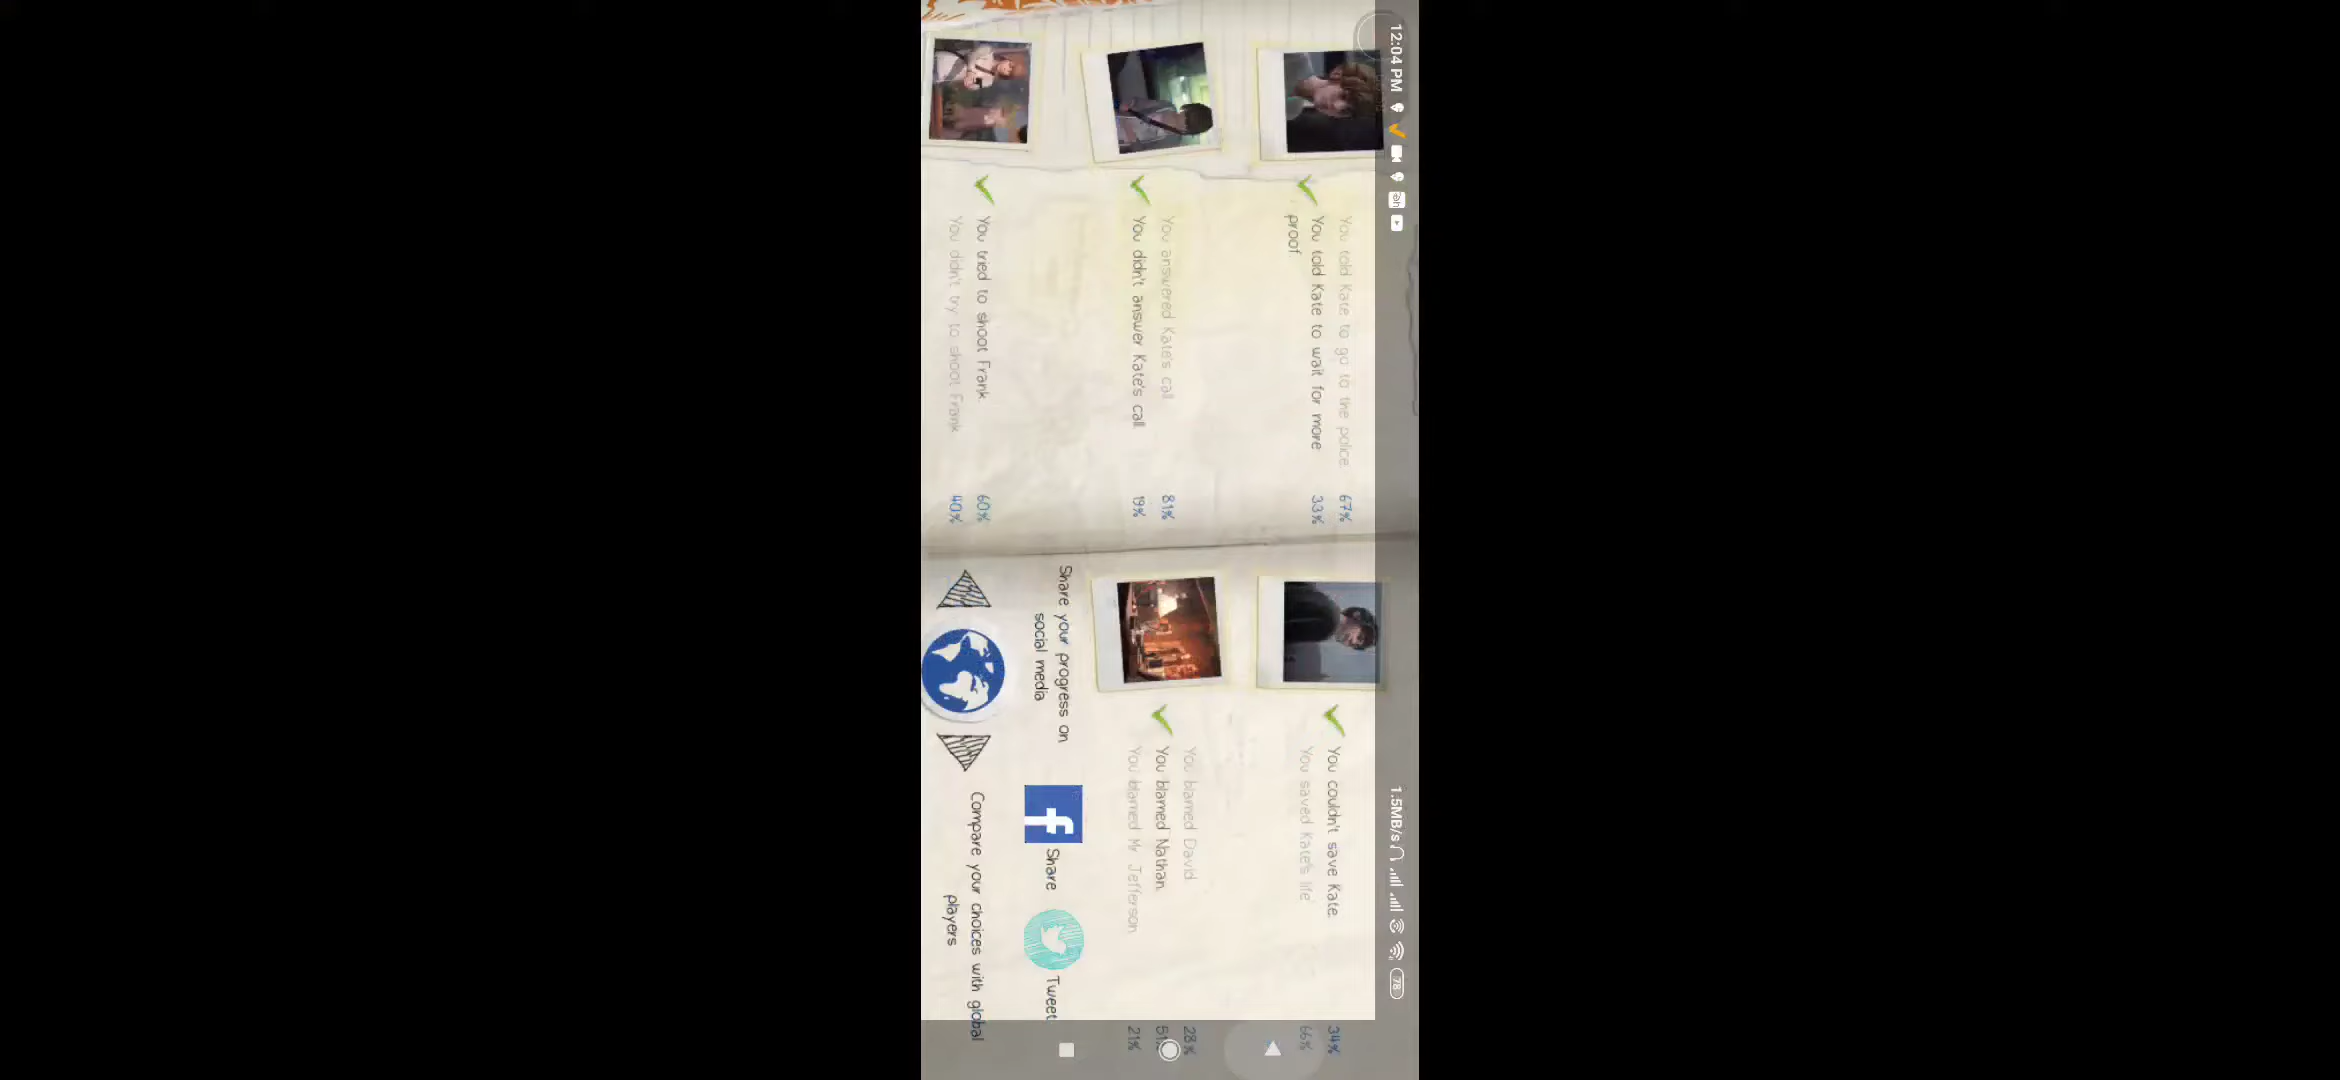 12:04 PM
1.5MB/s
78
You told Kate to go to the police. 67%
You told Kate to wait for more 33%
proof.
You answered Kate's call. 81%
You didn't answer Kate's call. 19%
You tried to shoot Frank. 60%
You didn't try to shoot Frank. 40%
You couldn't save Kate. 34%
You saved Kate's life. 66%
You blamed David. 28%
You blamed Nathan.
You blamed Mr Jefferson. 21%
Share your progress on
social media
Share
Tweet
Compare your choices with global
players